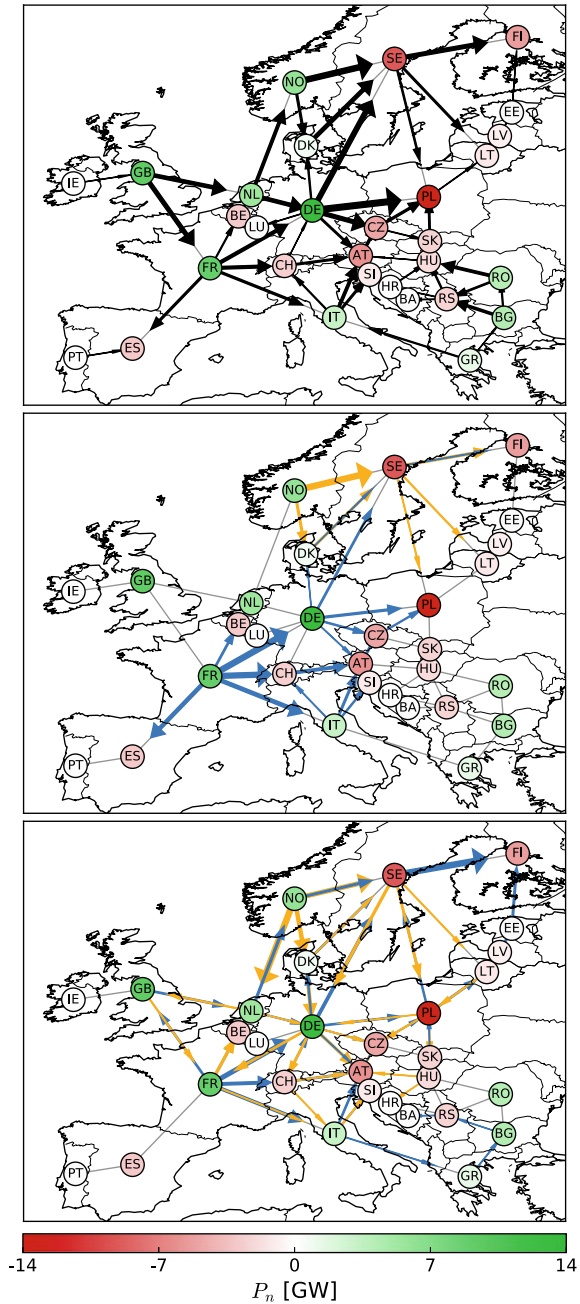 FI
SE
NO
EE
DK
LV
LT
GB
IE
NL
PL
BE
DE
LU
CZ
SK
AT
HU
FR
CH
SI
RO
HR
BA
RS
IT
BG
ES
PT
GR
FI
SE
NO
EE
DK
LV
LT
IE
GB
NL
PL
BE
DE
LU
CZ
SK
AT
HU
FR
CH
SI
RO
HR
BA
RS
IT
BG
ES
PT
GR
FI
SE
NO
EE
DK
LV
LT
GB
IE
NL
PL
BE
DE
LU
CZ
SK
AT
HU
FR
CH
SI
RO
HR
BA
RS
IT
BG
ES
PT
GR
-14 -7 0 7 14
P_n [GW]